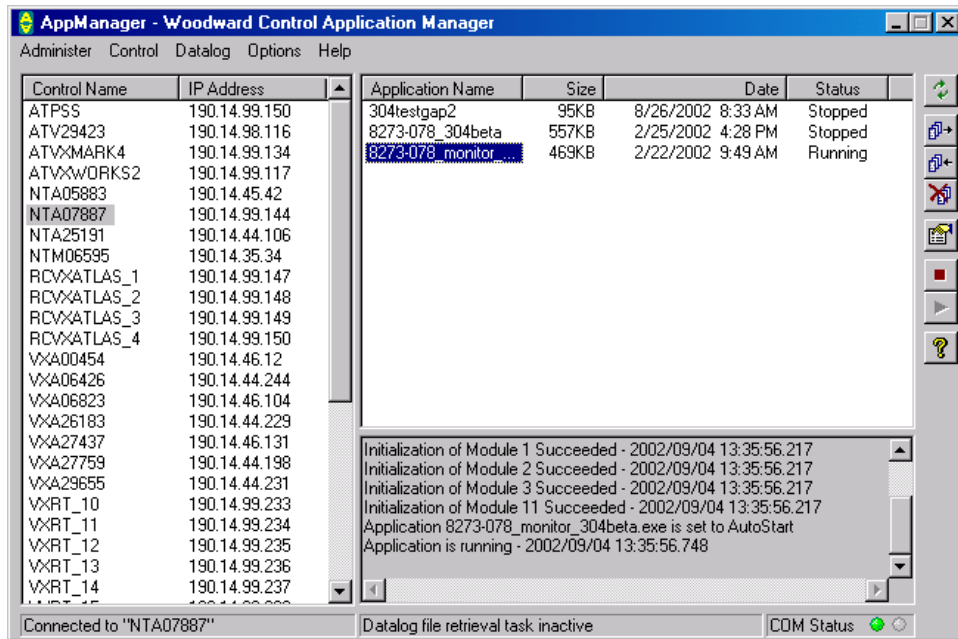 AppManager - Woodward Control Application Manager
Administer Control Datalog Options Help
Control Name IP Address
ATPSS 190.14.99.150
ATV29423 190.14.98.116
ATVXMARK4 190.14.99.134
ATVXWORKS2 190.14.99.117
NTA05883 190.14.45.42
NTA07887 190.14.99.144
NTA25191 190.14.44.106
NTM06595 190.14.35.34
RCVXATLAS_1 190.14.99.147
RCVXATLAS_2 190.14.99.148
RCVXATLAS_3 190.14.99.149
RCVXATLAS_4 190.14.99.150
VXA00454 190.14.46.12
VXA06426 190.14.44.244
VXA06823 190.14.46.104
VXA26183 190.14.44.229
VXA27437 190.14.46.131
VXA27759 190.14.44.198
VXA29655 190.14.44.231
VXRT_10 190.14.99.233
VXRT_11 190.14.99.234
VXRT_12 190.14.99.235
VXRT_13 190.14.99.236
VXRT_14 190.14.99.237
Application Name Size Date Status
304testgap2 95KB 8/26/2002 8:33 AM Stopped
8273-078_304beta 557KB 2/25/2002 4:28 PM Stopped
8273-078_monitor_... 469KB 2/22/2002 9:49 AM Running
Initialization of Module 1 Succeeded - 2002/09/04 13:35:56.217
Initialization of Module 2 Succeeded - 2002/09/04 13:35:56.217
Initialization of Module 3 Succeeded - 2002/09/04 13:35:56.217
Initialization of Module 11 Succeeded - 2002/09/04 13:35:56.217
Application 8273-078_monitor_304beta.exe is set to AutoStart
Application is running - 2002/09/04 13:35:56.748
Connected to "NTA07887"
Datalog file retrieval task inactive
COM Status